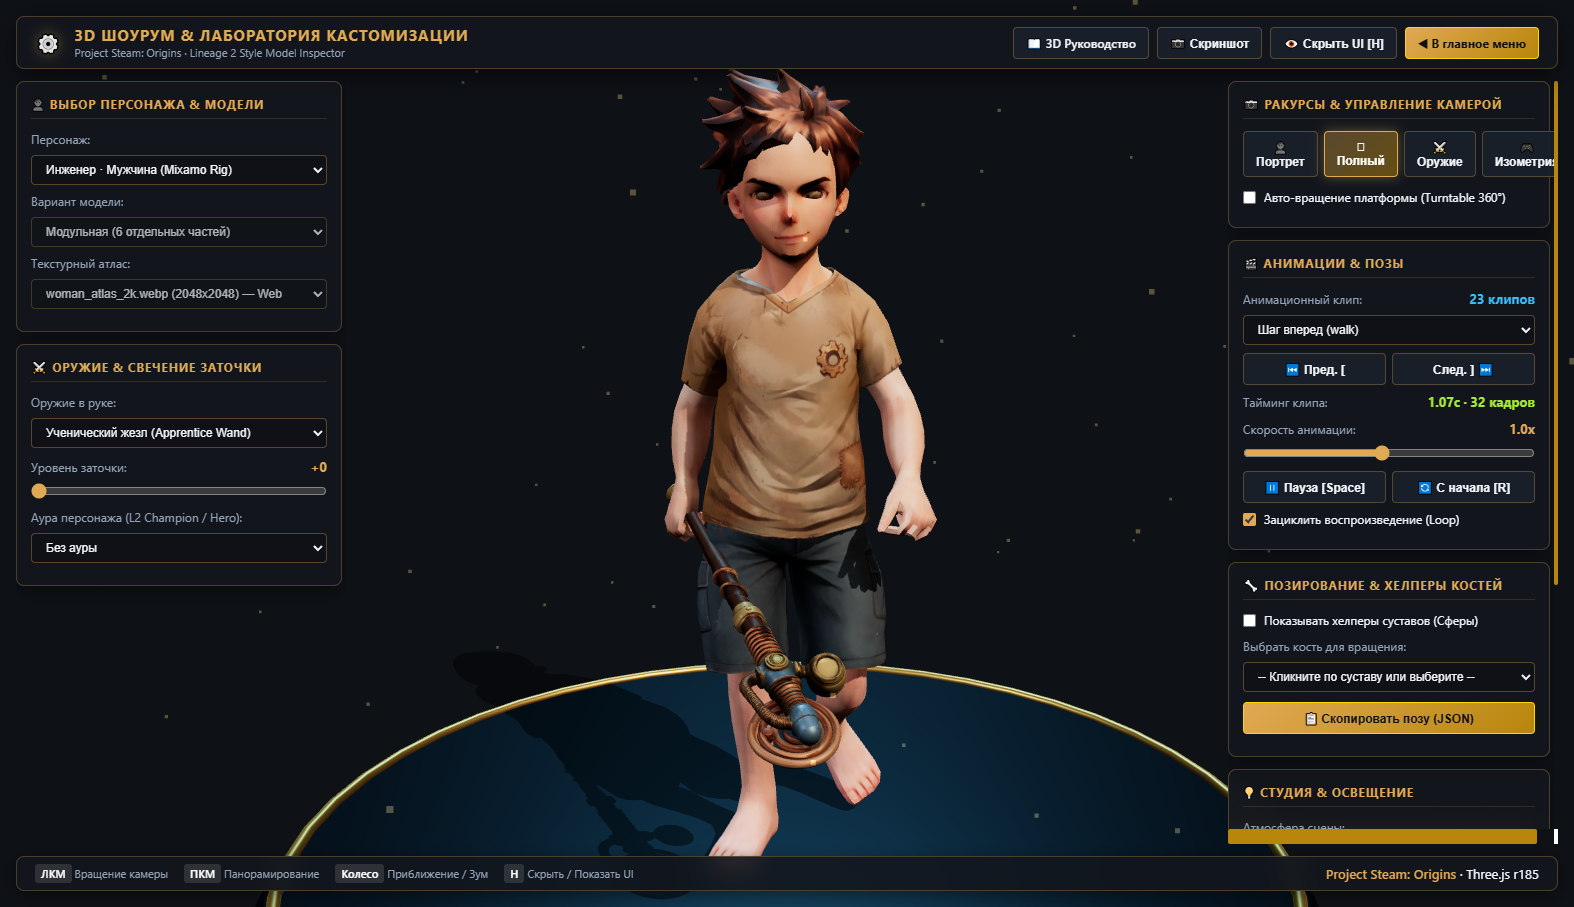 3D ШОУРУМ & ЛАБОРАТОРИЯ КАСТОМИЗАЦИИ
Project Steam: Origins · Lineage 2 Style Model Inspector
3D Руководство
Скриншот
Скрыть UI [H]
В главное меню
ВЫБОР ПЕРСОНАЖА & МОДЕЛИ
Персонаж:
Инженер · Мужчина (Mixamo Rig)
Вариант модели:
Модульная (6 отдельных частей)
Текстурный атлас:
woman_atlas_2k.webp (2048x2048) — Web
ОРУЖИЕ & СВЕЧЕНИЕ ЗАТОЧКИ
Оружие в руке:
Ученический жезл (Apprentice Wand)
Уровень заточки: +0
Аура персонажа (L2 Champion / Hero):
Без ауры
РАКУРСЫ & УПРАВЛЕНИЕ КАМЕРОЙ
Портрет
Полный
Оружие
Изометрия
Авто-вращение платформы (Turntable 360°)
АНИМАЦИИ & ПОЗЫ
Анимационный клип: 23 клипов
Шаг вперед (walk)
Пред. [
След. ]
Тайминг клипа: 1.07с · 32 кадров
Скорость анимации: 1.0x
Пауза [Space]
С начала [R]
Зациклить воспроизведение (Loop)
ПОЗИРОВАНИЕ & ХЕЛПЕРЫ КОСТЕЙ
Показывать хелперы суставов (Сферы)
Выбрать кость для вращения:
-- Кликните по суставу или выберите --
Скопировать позу (JSON)
СТУДИЯ & ОСВЕЩЕНИЕ
Атмосфера сцены:
ЛКМ Вращение камеры
ПКМ Панорамирование
Колесо Приближение / Зум
H Скрыть / Показать UI
Project Steam: Origins · Three.js r185